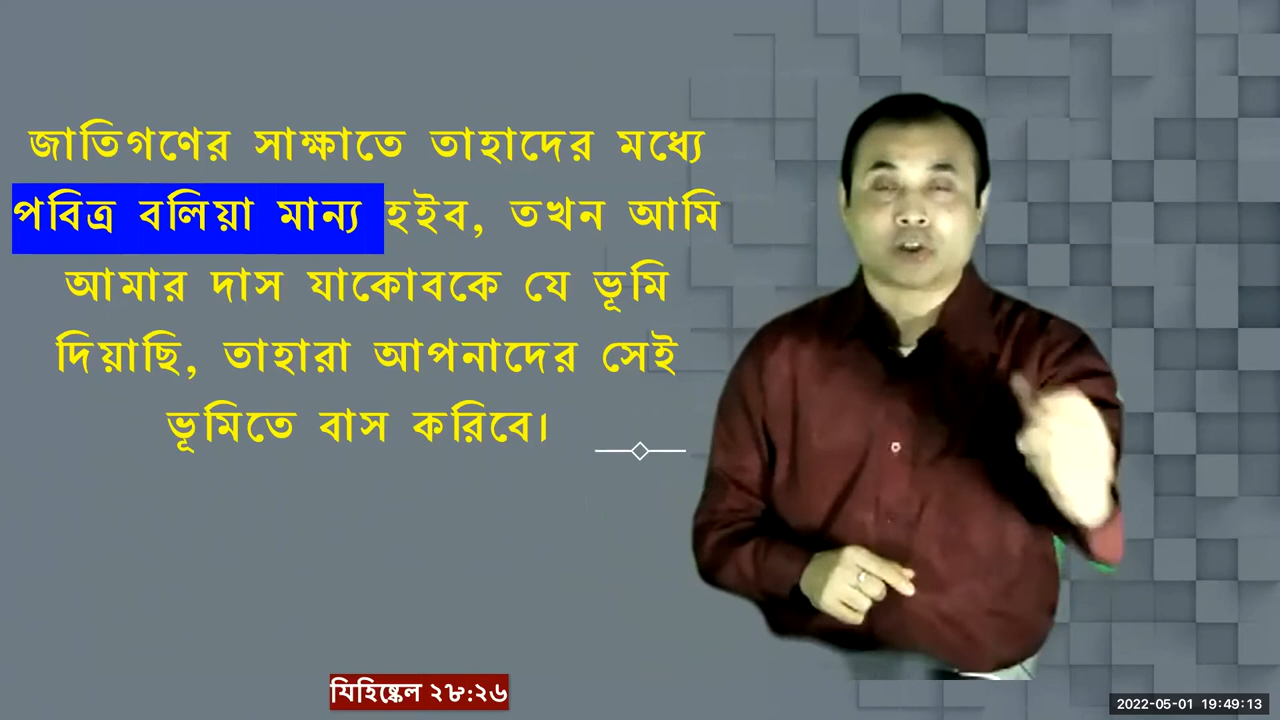 জাতিগণের সাক্ষাতে তাহাদের মধ্যে
পবিত্র বলিয়া মান্য হইব, তখন আমি
আমার দাস যাকোবকে যে ভূমি
দিয়াছি, তাহারা আপনাদের সেই
ভূমিতে বাস করিবে।
যিহিষ্কেল ২৮:২৬
2022-05-01 19:49:13